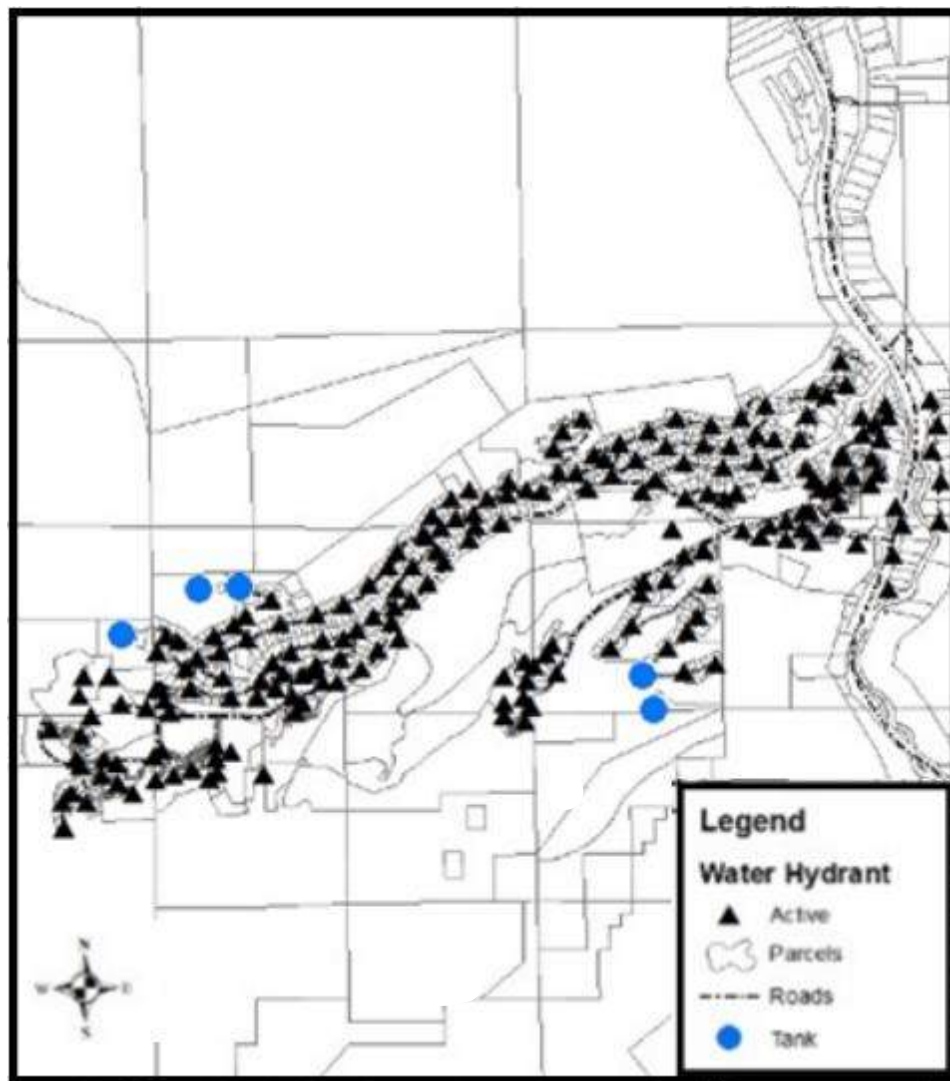 Legend
Water Hydrant
Active
Parcels
Roads
Tank
N
W E
S